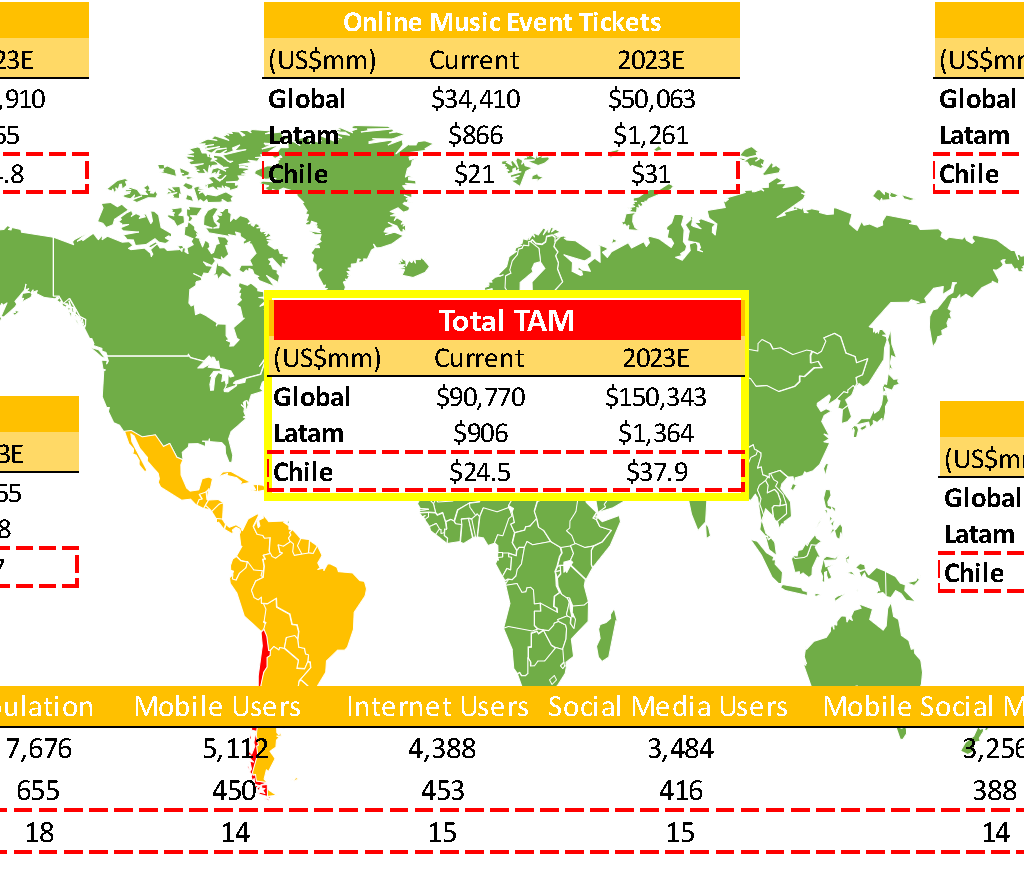 Online Music Event Tickets
23E (US$mm) Current 2023E (US$mm
,910 Global $34,410 $50,063 Global
65 Latam $866 $1,261 Latam
.8 Chile $21 $31 Chile
Total TAM
(US$mm) Current 2023E
Global $90,770 $150,343
Latam $906 $1,364
Chile $24.5 $37.9
3E (US$mm
55 Global
8 Latam
7 Chile
ulation Mobile Users Internet Users Social Media Users Mobile Social M
7,676 5,112 4,388 3,484 3,256
655 450 453 416 388
18 14 15 15 14